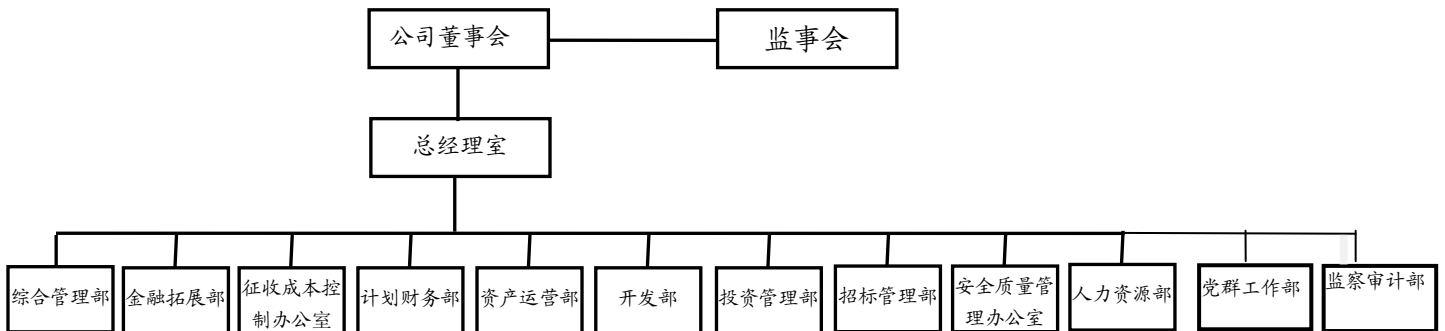 公司董事会
监事会
总经理室
综合管理部
金融拓展部
征收成本控
制办公室
计划财务部
资产运营部
开发部
投资管理部
招标管理部
安全质量管
理办公室
人力资源部
党群工作部
监察审计部